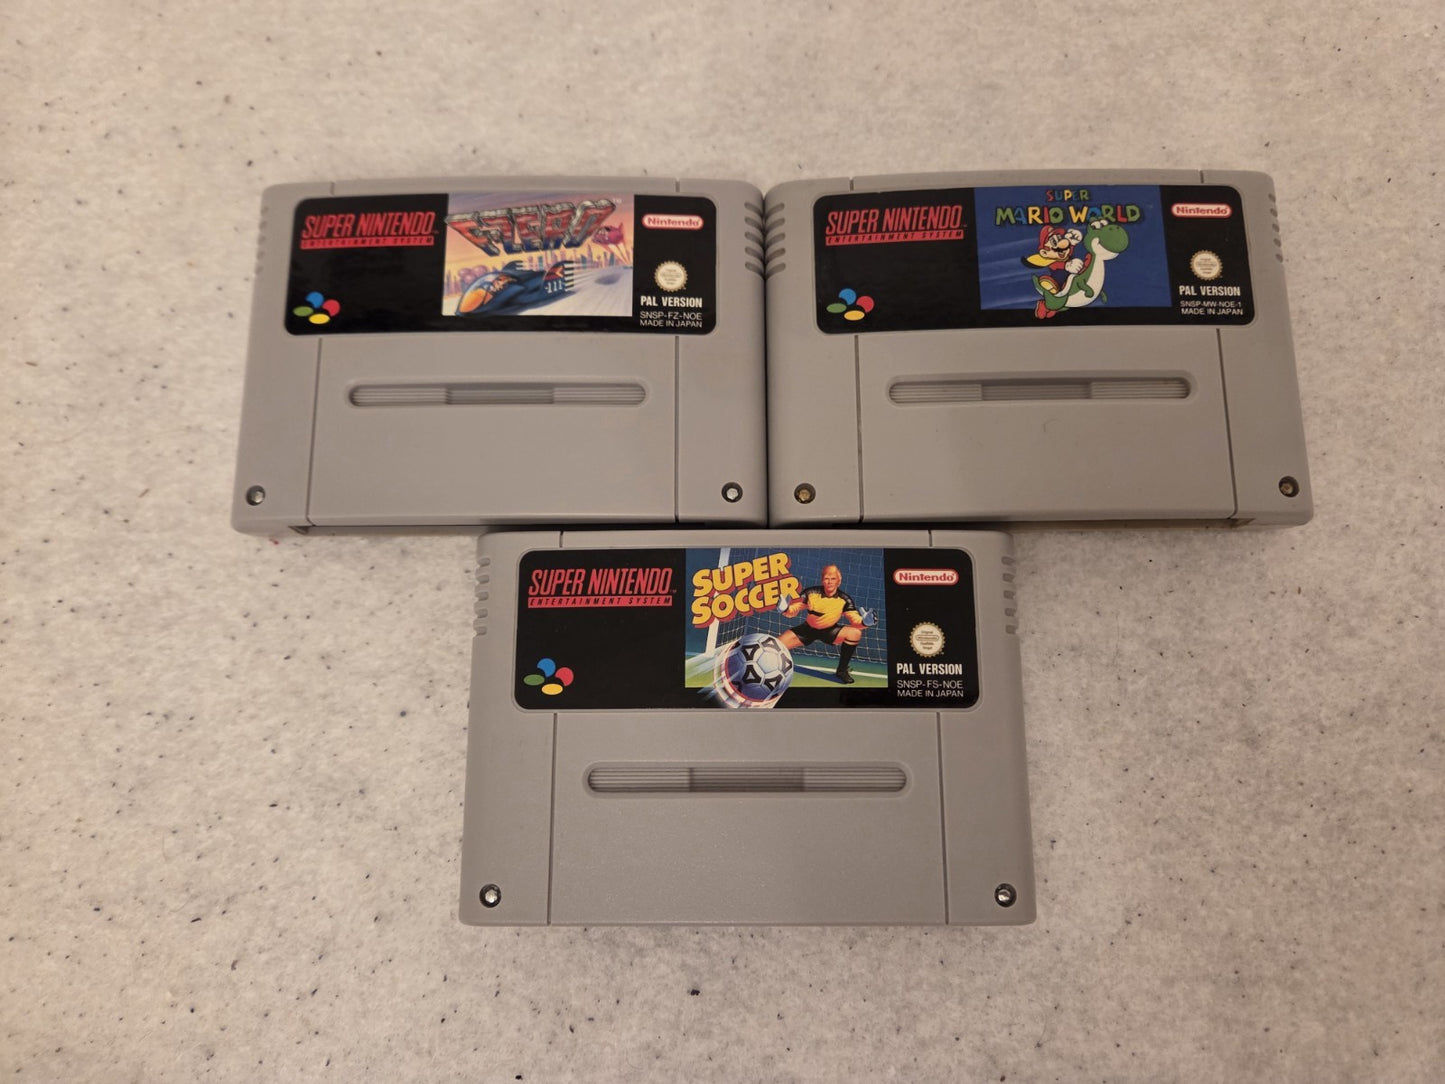 SUPER NINTENDO
ENTERTAINMENT SYSTEM
F-ZERO
Nintendo
PAL VERSION
SNSP-FZ-NOE
MADE IN JAPAN
SUPER NINTENDO
ENTERTAINMENT SYSTEM
SUPER
MARIO WORLD
Nintendo
PAL VERSION
SNSP-MW-NOE-1
MADE IN JAPAN
SUPER NINTENDO
ENTERTAINMENT SYSTEM
SUPER
SOCCER
Nintendo
PAL VERSION
SNSP-FS-NOE
MADE IN JAPAN